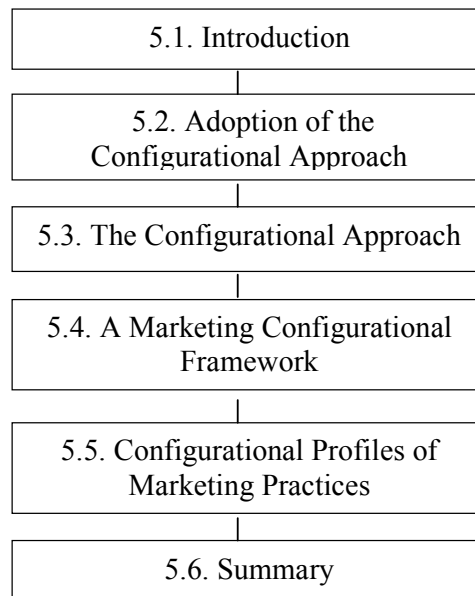 5.1. Introduction
5.2. Adoption of the
Configurational Approach
5.3. The Configurational Approach
5.4. A Marketing Configurational
Framework
5.5. Configurational Profiles of
Marketing Practices
5.6. Summary